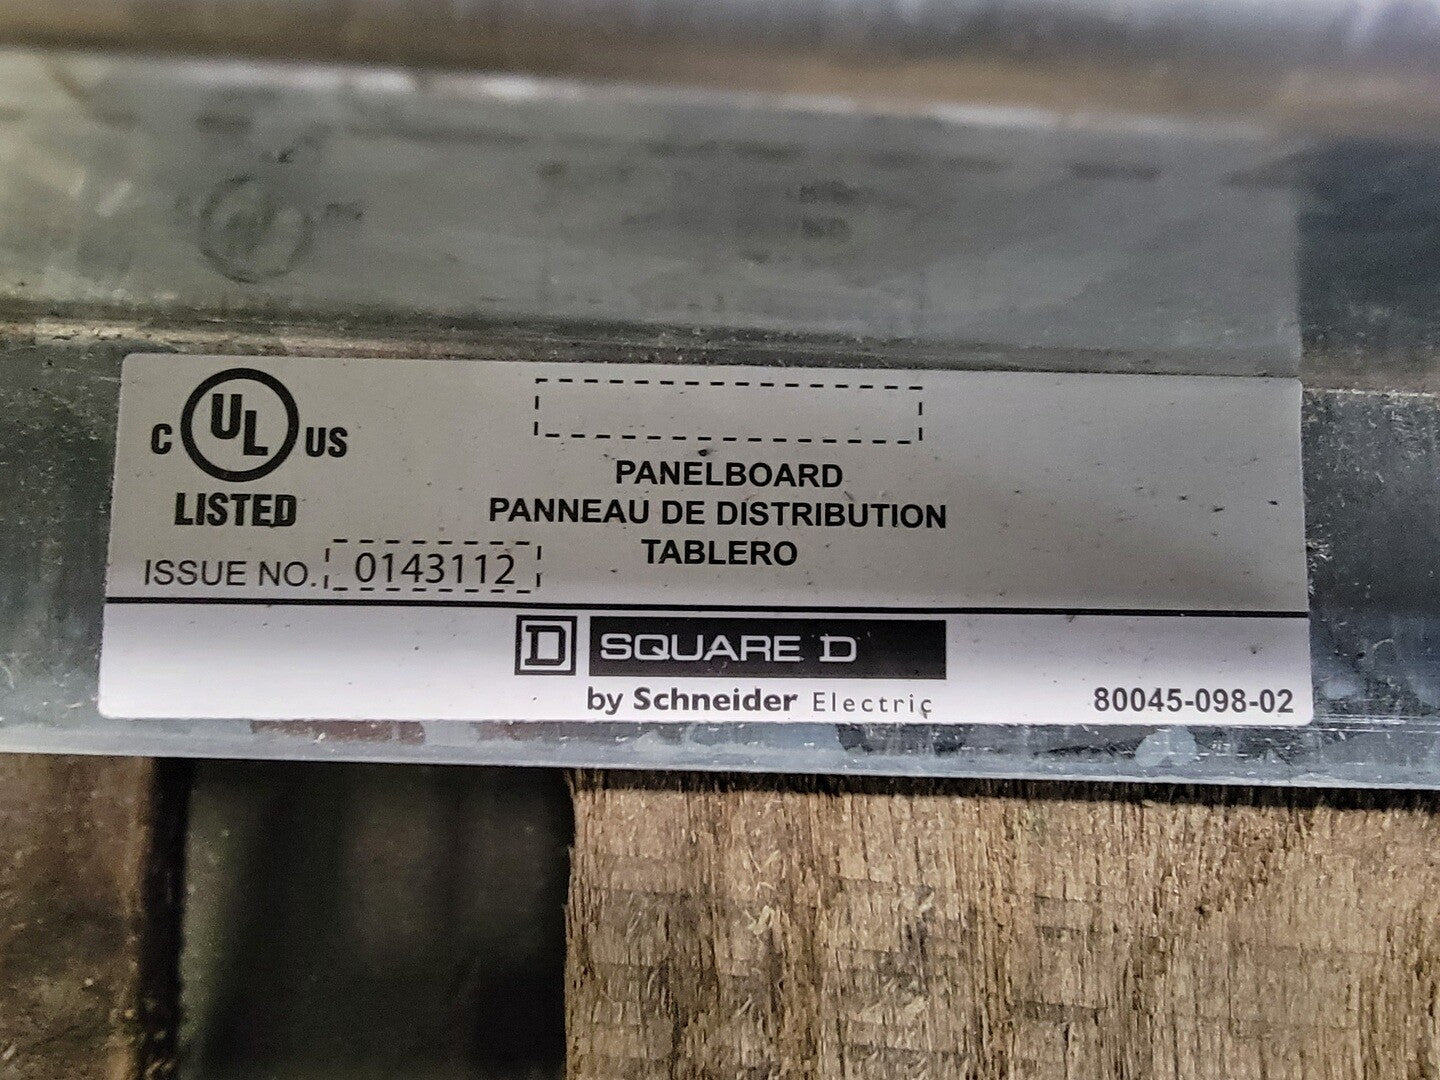 C UL US
LISTED
ISSUE NO. 0143112
PANELBOARD
PANNEAU DE DISTRIBUTION
TABLERO
D SQUARE D
by Schneider Electric
80045-098-02